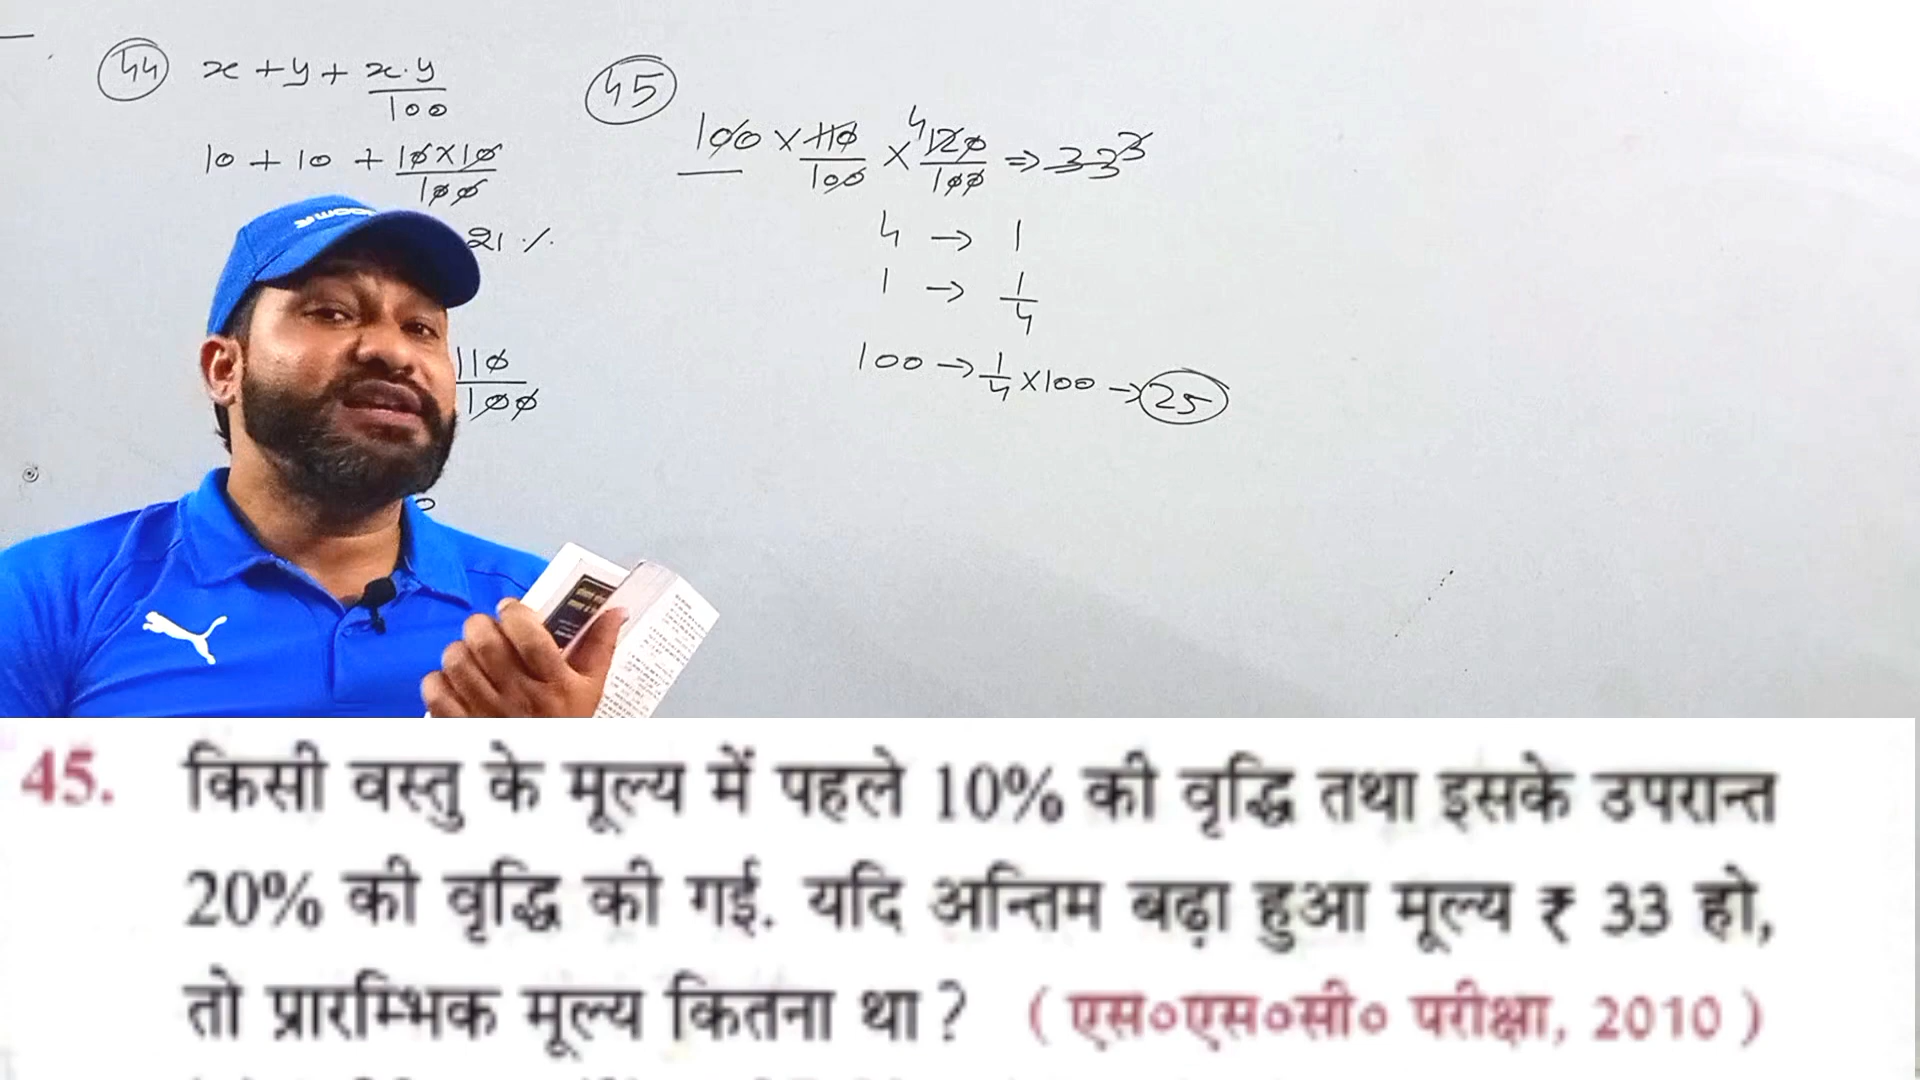 44 x + y + x.y/100
10 + 10 + 10×10/100
21 %
110/100
45
100 × 110/100 × 120/100 ⇒ 33
4 → 1
1 → 1/4
100 → 1/4 × 100 → 25
45. किसी वस्तु के मूल्य में पहले 10% की वृद्धि तथा इसके उपरान्त
20% की वृद्धि की गई. यदि अन्तिम बढ़ा हुआ मूल्य ₹ 33 हो,
तो प्रारम्भिक मूल्य कितना था? (एस०एस०सी० परीक्षा, 2010)